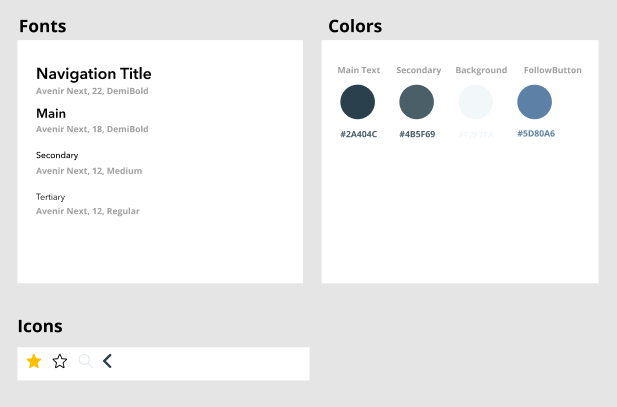 Fonts
Navigation Title
Avenir Next, 22, DemiBold
Main
Avenir Next, 18, DemiBold
Secondary
Avenir Next, 12, Medium
Tertiary
Avenir Next, 12, Regular
Colors
Main Text Secondary Background FollowButton
#2A404C #4B5F69 #5D80A6
Icons